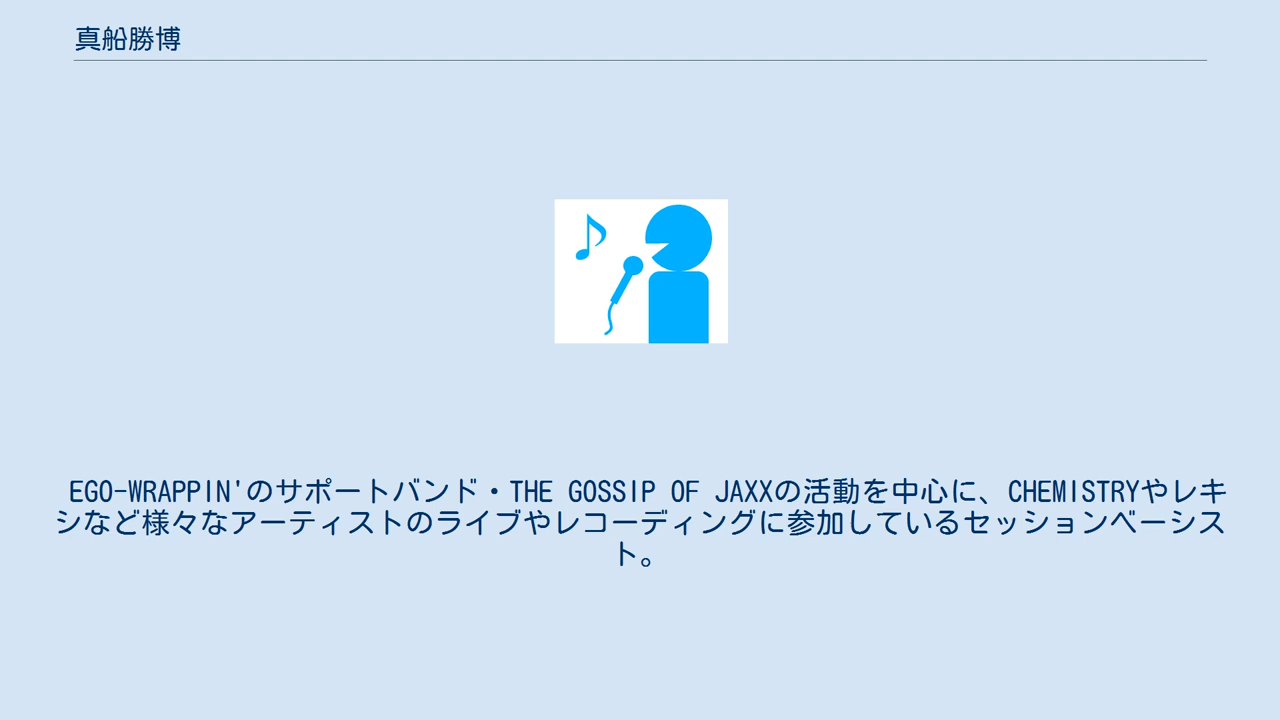 真船勝博
EGO-WRAPPIN'のサポートバンド・THE GOSSIP OF JAXXの活動を中心に、CHEMISTRYやレキ
シなど様々なアーティストのライブやレコーディングに参加しているセッションベーシス
ト。